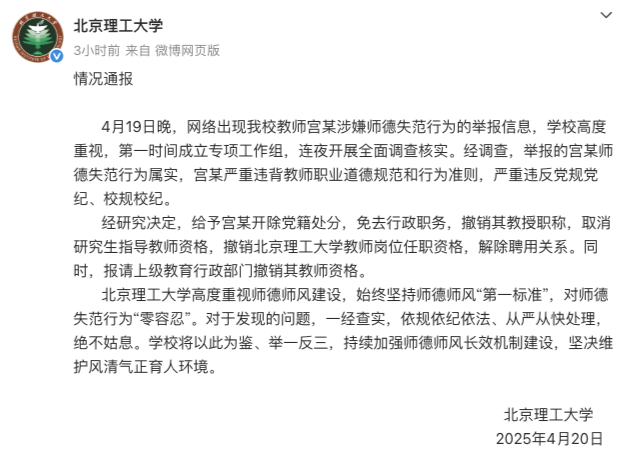 北京理工大学
3小时前 来自 微博网页版
情况通报
4月19日晚，网络出现我校教师宫某涉嫌师德失范行为的举报信息，学校高度
重视，第一时间成立专项工作组，连夜开展全面调查核实。经调查，举报的宫某师
德失范行为属实，宫某严重违背教师职业道德规范和行为准则，严重违反党规党
纪、校规校纪。
经研究决定，给予宫某开除党籍处分，免去行政职务，撤销其教授职称，取消
研究生指导教师资格，撤销北京理工大学教师岗位任职资格，解除聘用关系。同
时，报请上级教育行政部门撤销其教师资格。
北京理工大学高度重视师德师风建设，始终坚持师德师风“第一标准”，对师德
失范行为“零容忍”。对于发现的问题，一经查实，依规依纪依法、从严从快处理，
绝不姑息。学校将以此为鉴、举一反三，持续加强师德师风长效机制建设，坚决维
护风清气正育人环境。
北京理工大学
2025年4月20日